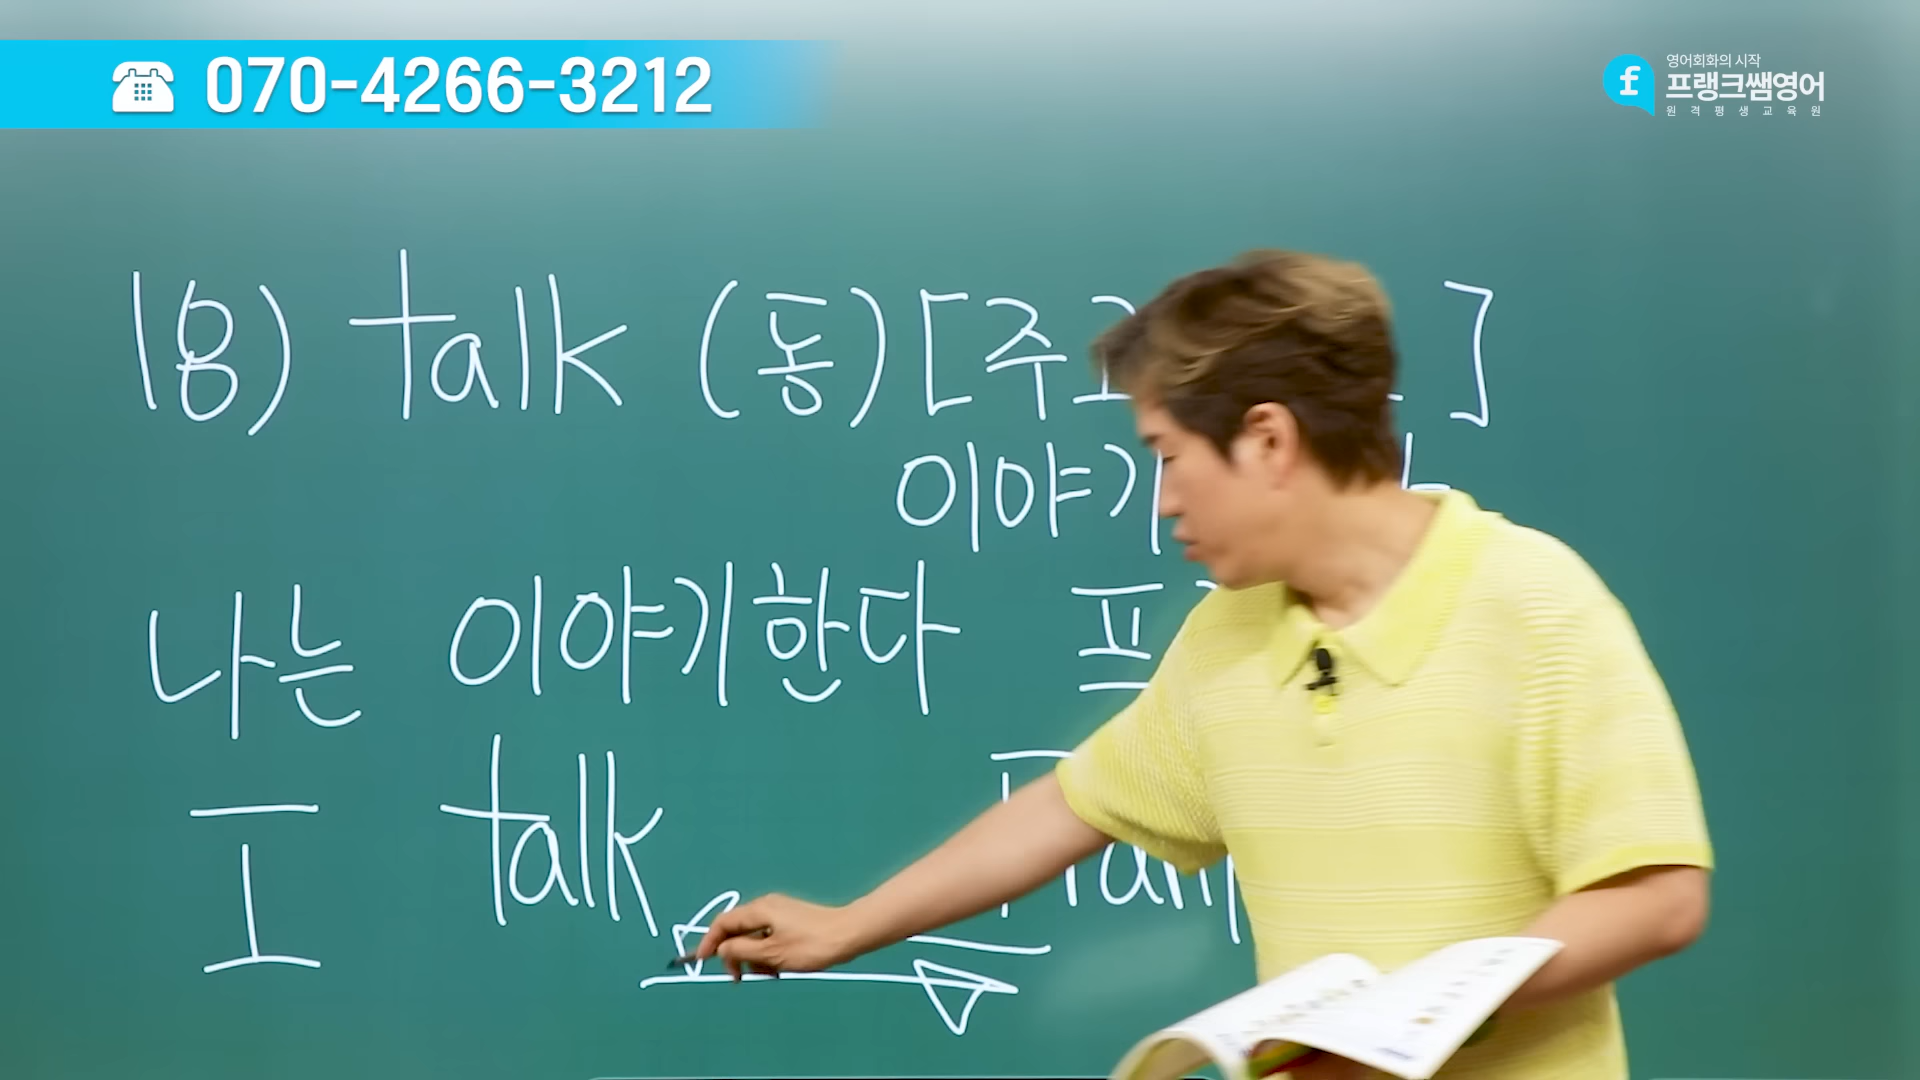 070-4266-3212
영어회화의 시작
프랭크쌤영어
원격평생교육원
18) talk (동) [주고 ]
이야기
나는 이야기한다
I talk